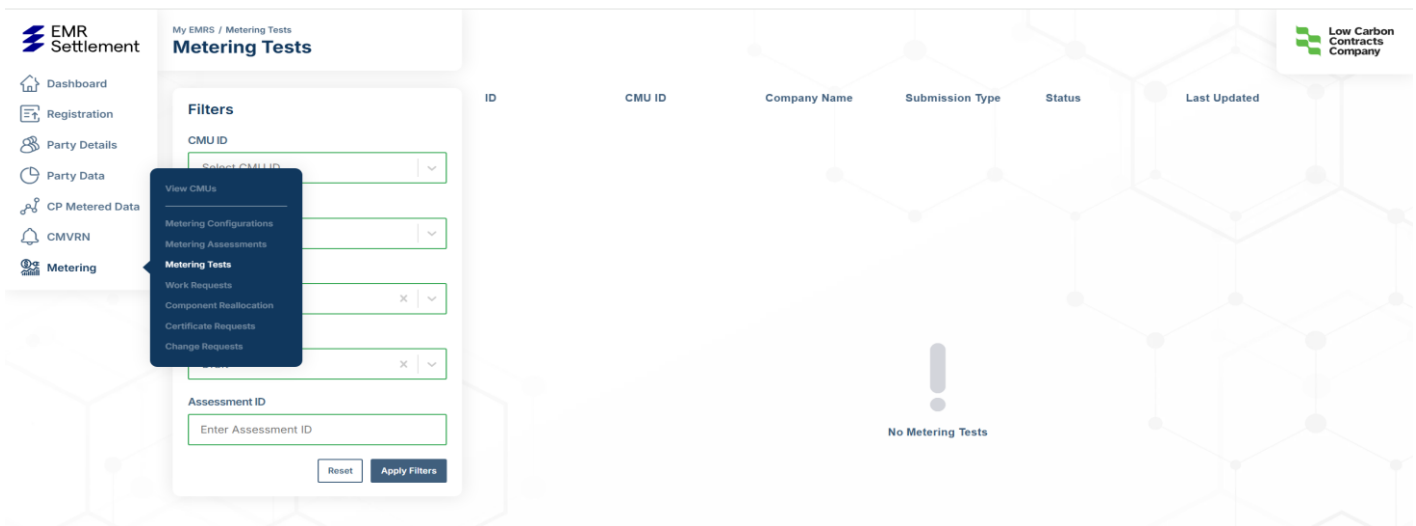 EMR
Settlement
My EMRS / Metering Tests
Metering Tests
Low Carbon
Contracts
Company
Dashboard
Registration
Party Details
Party Data
CP Metered Data
CMVRN
Metering
View CMUs
Metering Configurations
Metering Assessments
Metering Tests
Work Requests
Component Reallocation
Certificate Requests
Change Requests
Filters
CMU ID
Select CMU ID
Assessment ID
Enter Assessment ID
Reset
Apply Filters
ID
CMU ID
Company Name
Submission Type
Status
Last Updated
No Metering Tests